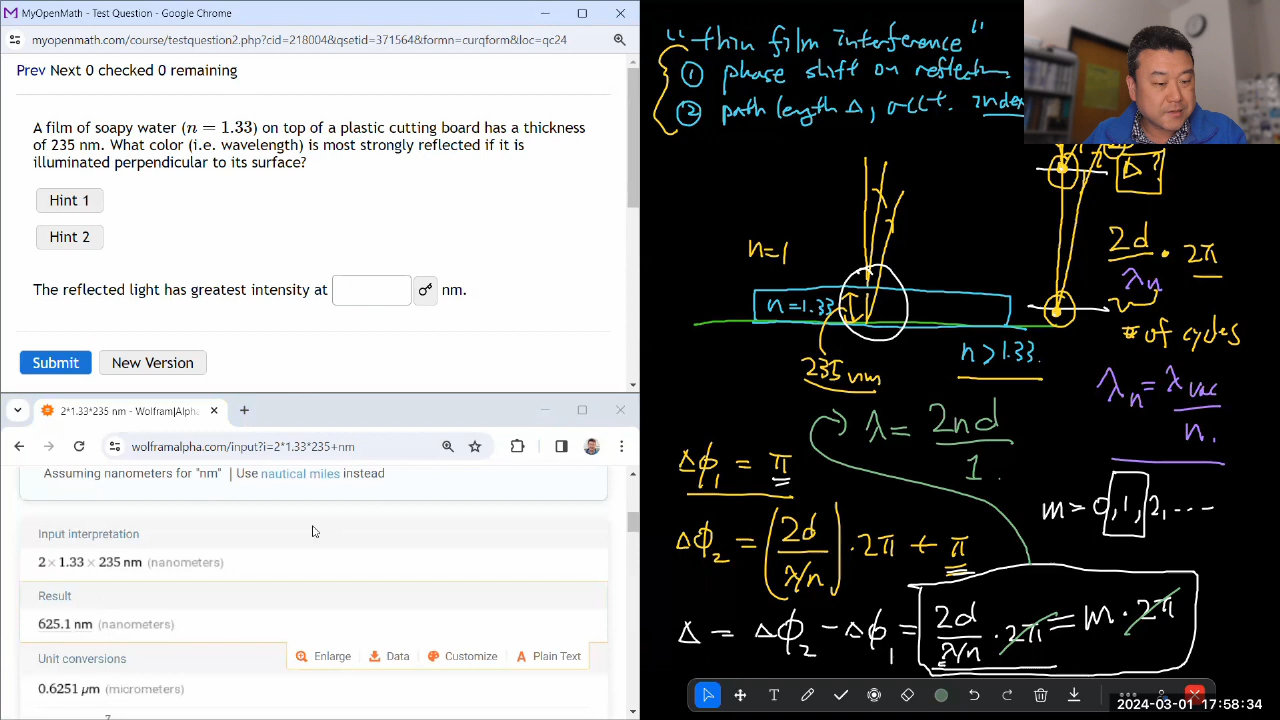 MyOpenMath - Test Question - Google Chrome
myopenmath.com/course/testquestion2.php?cid=218004&qsetid=371564&formn=curqform&loc=qc24
Prev Next 0 checked 0 remaining
A film of soapy water (n = 1.33) on top of a plastic cutting board has a thickness
of 235 nm. What color (i.e. wavelength) is most strongly reflected if it is
illuminated perpendicular to its surface?
Hint 1
Hint 2
The reflected light has greatest intensity at nm.
Submit New Version
2*1.33*235 nm - Wolfram|Alpha
wolframalpha.com/input?i=2*1.33*235+nm
Assuming nanometers for "nm" | Use nautical miles instead
Input interpretation
2 × 1.33 × 235 nm (nanometers)
Result
625.1 nm (nanometers)
Enlarge Data Customize Plain Text
Unit conversions
0.6251 μm (micrometers)
"thin film interference"
① phase shift on reflection.
② path length Δ, acct. index
Δ?
n=1
n=1.33
235 nm
n>1.33.
2d/λn · 2π
# of cycles
λn = λvac/n.
λ = 2nd/1.
m = 0, 1, 2, ...
Δφ1 = π
Δφ2 = (2d/λ/n) · 2π + π
Δ = Δφ2 - Δφ1 = 2d/λ/n · 2π = m · 2π
2024-03-01 17:58:34